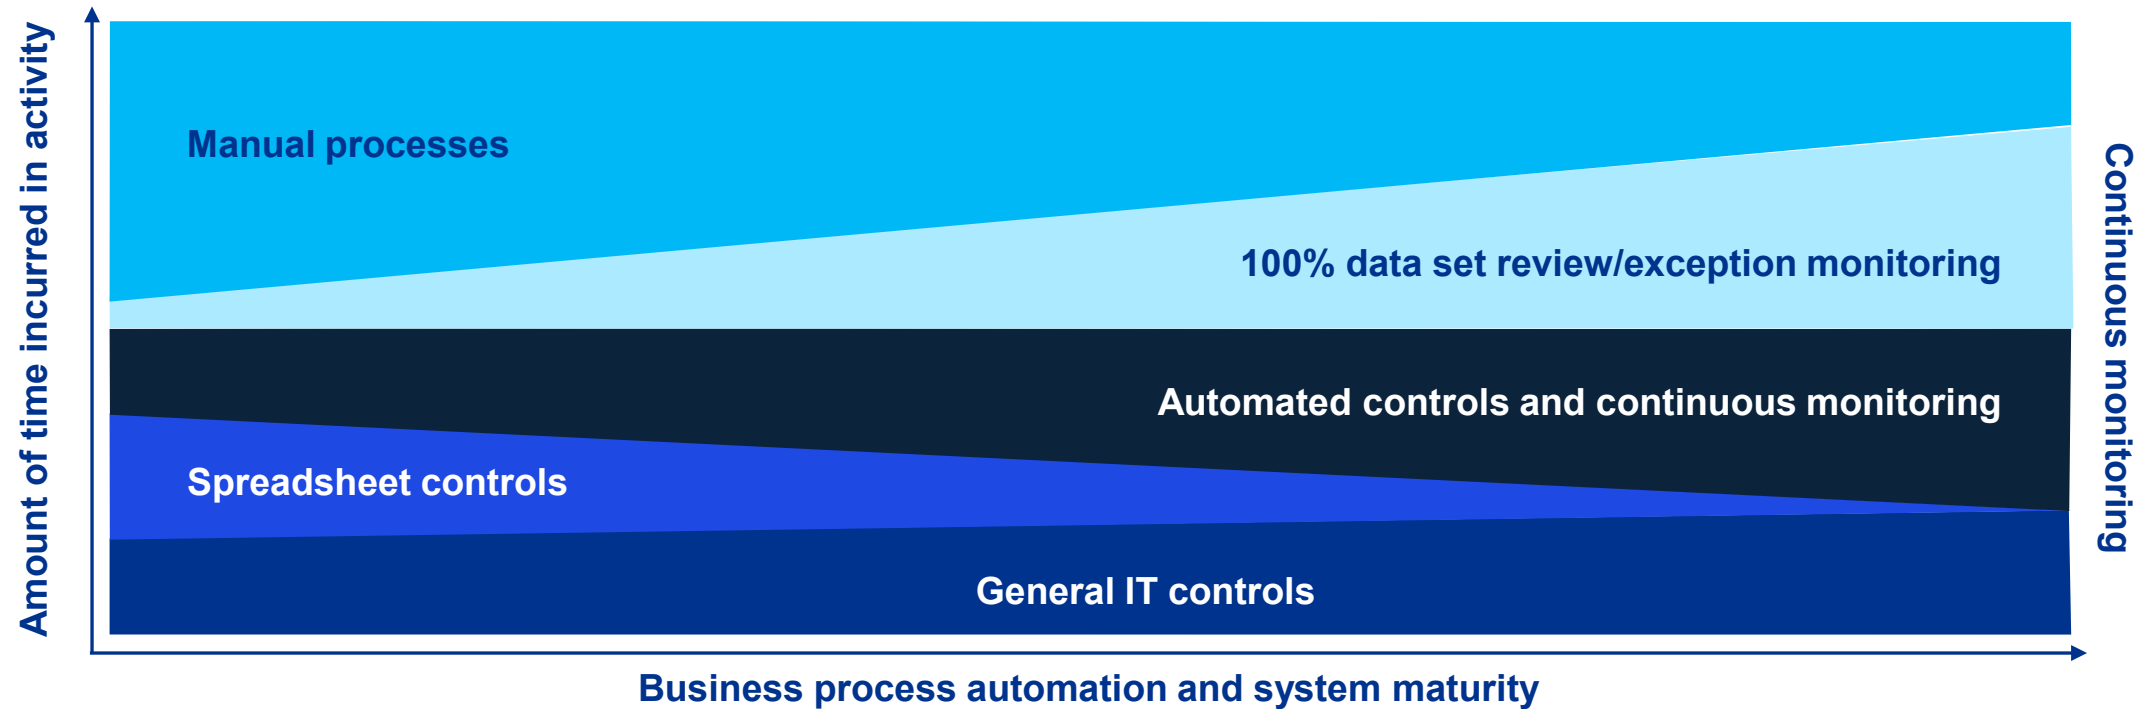 Amount of time incurred in activity
Manual processes
100% data set review/exception monitoring
Automated controls and continuous monitoring
Spreadsheet controls
General IT controls
Continuous monitoring
Business process automation and system maturity